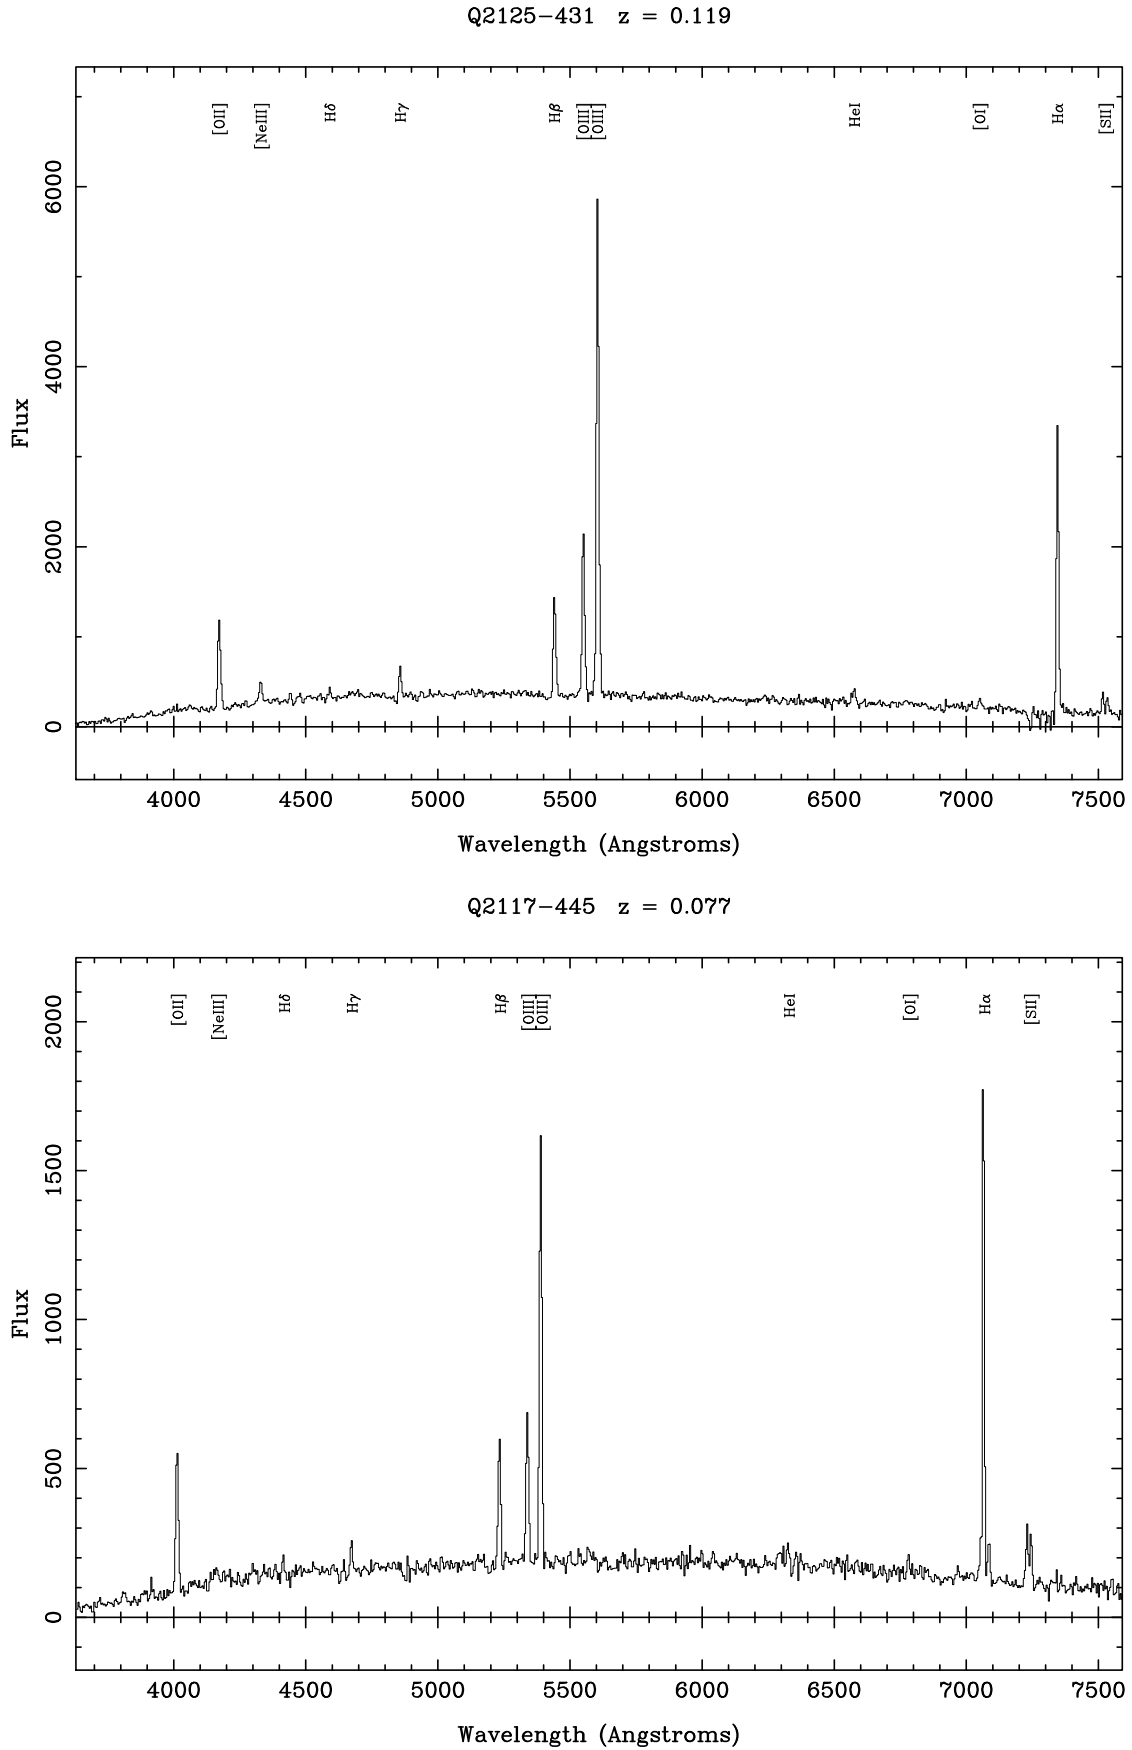 Q2125−431 z = 0.119
[OII] [NeIII] Hδ Hγ Hβ [OIII] [OIII] HeI [OI] Hα [SII]
6000
4000
2000
0
Flux
4000 4500 5000 5500 6000 6500 7000 7500
Wavelength (Angstroms)
Q2117−445 z = 0.077
[OII] [NeIII] Hδ Hγ Hβ [OIII] [OIII] HeI [OI] Hα [SII]
2000
1500
1000
500
0
Flux
4000 4500 5000 5500 6000 6500 7000 7500
Wavelength (Angstroms)